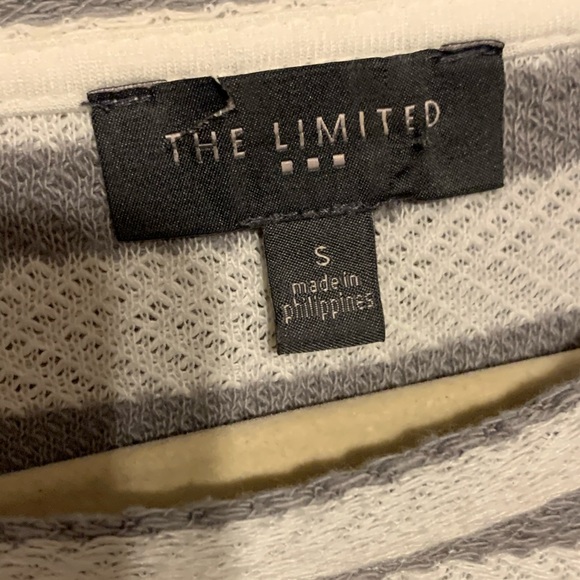 THE LIMITED
S
made in
philippines